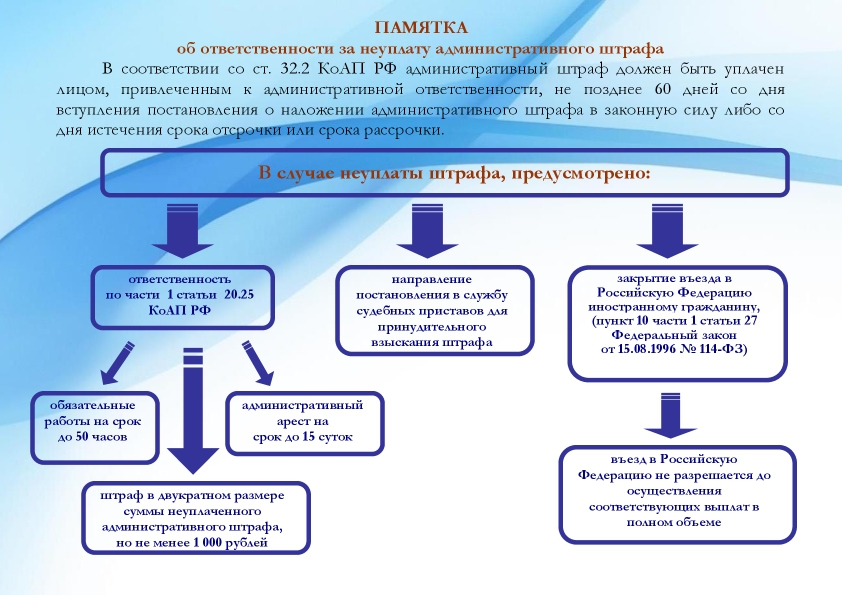 ПАМЯТКА
об ответственности за неуплату административного штрафа
В соответствии со ст. 32.2 КоАП РФ административный штраф должен быть уплачен
лицом, привлеченным к административной ответственности, не позднее 60 дней со дня
вступления постановления о наложении административного штрафа в законную силу либо со
дня истечения срока отсрочки или срока рассрочки.
В случае неуплаты штрафа, предусмотрено:
ответственность
по части 1 статьи 20.25
КоАП РФ
направление
постановления в службу
судебных приставов для
принудительного
взыскания штрафа
закрытие въезда в
Российскую Федерацию
иностранному гражданину,
(пункт 10 части 1 статьи 27
Федеральный закон
от 15.08.1996 № 114-ФЗ)
обязательные
работы на срок
до 50 часов
административный
арест на
срок до 15 суток
штраф в двукратном размере
суммы неуплаченного
административного штрафа,
но не менее 1 000 рублей
въезд в Российскую
Федерацию не разрешается до
осуществления
соответствующих выплат в
полном объеме